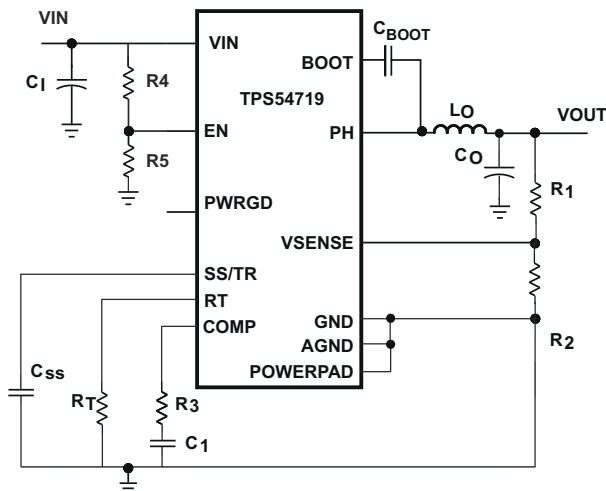 VIN
VIN
CBOOT
BOOT
CI
R4
TPS54719
LO
VOUT
EN
PH
CO
R5
R1
PWRGD
VSENSE
SS/TR
RT
GND
COMP
R2
AGND
CSS
POWERPAD
RT
R3
C1